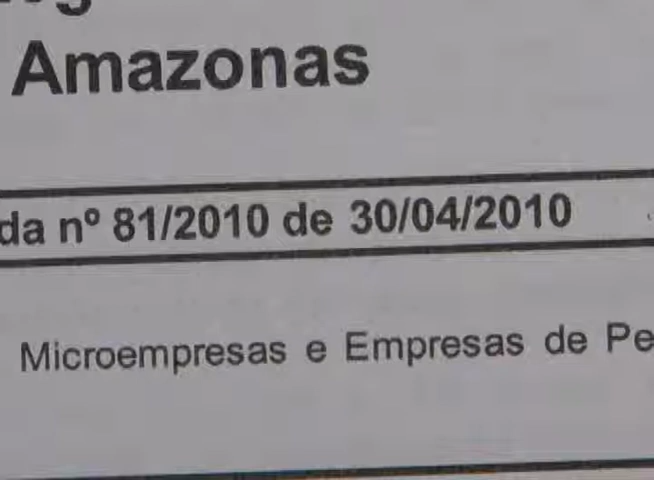 Amazonas
da nº 81/2010 de 30/04/2010
Microempresas e Empresas de Pe